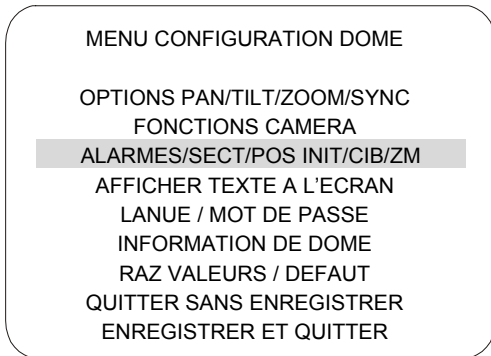 MENU CONFIGURATION DOME
OPTIONS PAN/TILT/ZOOM/SYNC
FONCTIONS CAMERA
ALARMES/SECT/POS INIT/CIB/ZM
AFFICHER TEXTE A L'ECRAN
LANUE / MOT DE PASSE
INFORMATION DE DOME
RAZ VALEURS / DEFAUT
QUITTER SANS ENREGISTRER
ENREGISTRER ET QUITTER